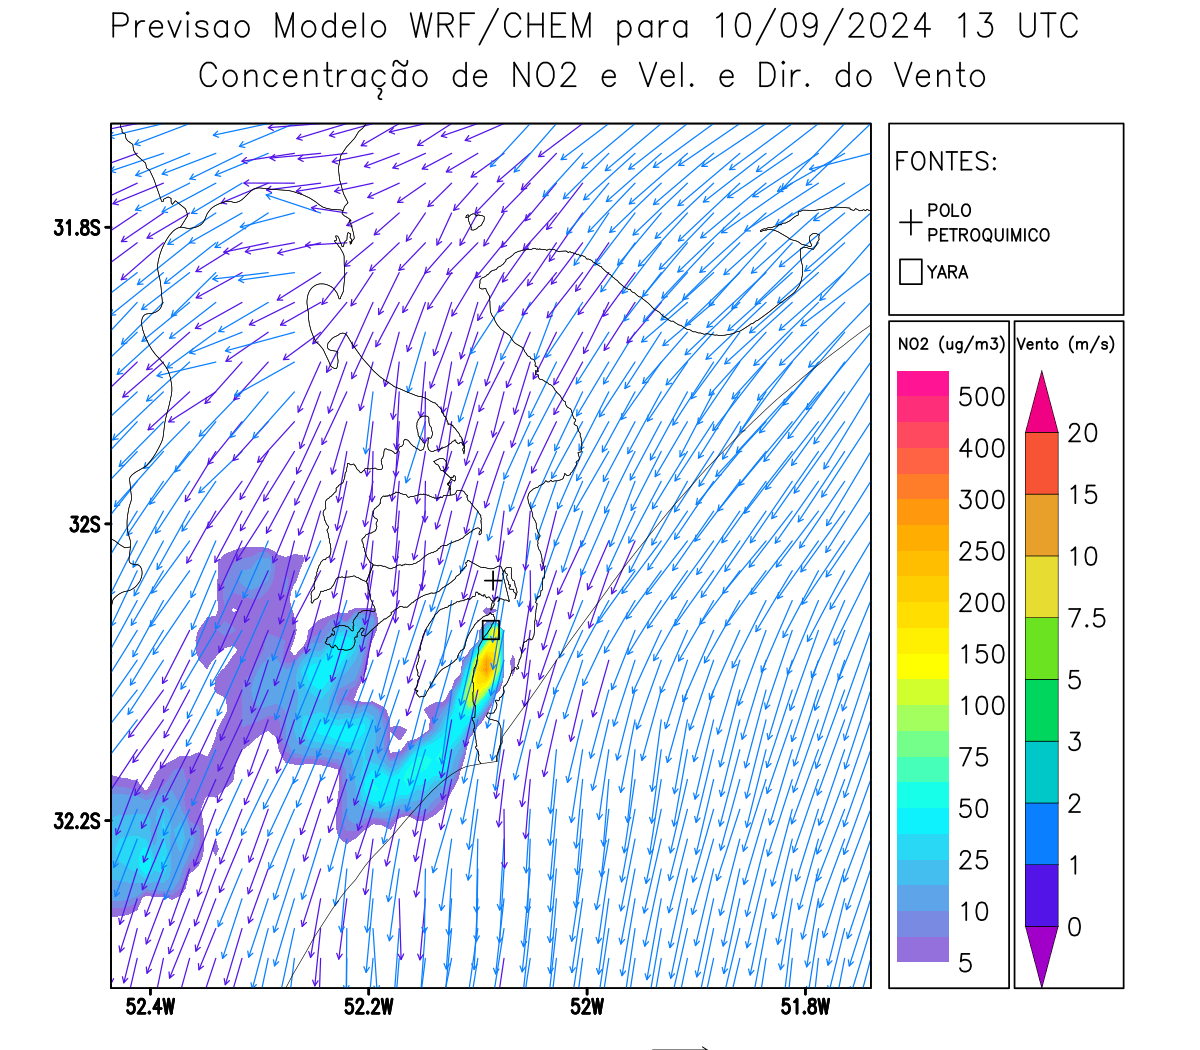 Previsao Modelo WRF/CHEM para 10/09/2024 13 UTC
Concentração de NO2 e Vel. e Dir. do Vento
FONTES:
POLO
PETROQUIMICO
YARA
NO2 (ug/m3)
500
400
300
250
200
150
100
75
50
25
10
5
Vento (m/s)
20
15
10
7.5
5
3
2
1
0
31.8S
32S
32.2S
52.4W
52.2W
52W
51.8W